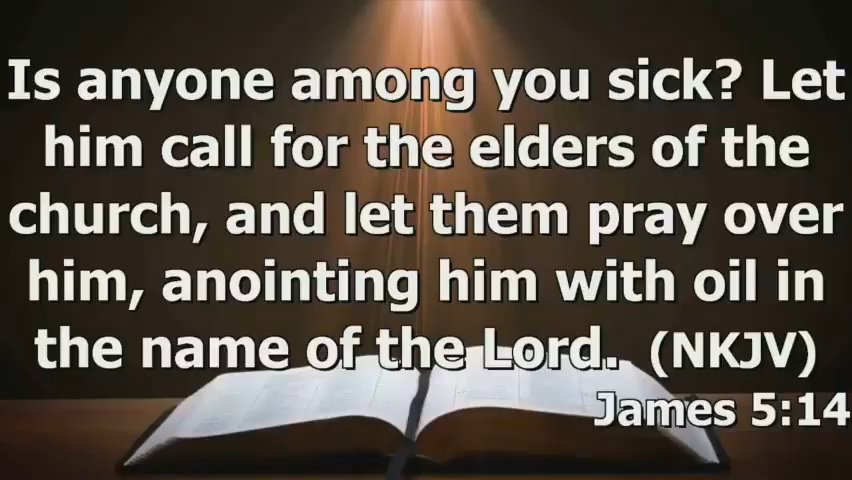 Is anyone among you sick? Let
him call for the elders of the
church, and let them pray over
him, anointing him with oil in
the name of the Lord. (NKJV)
James 5:14